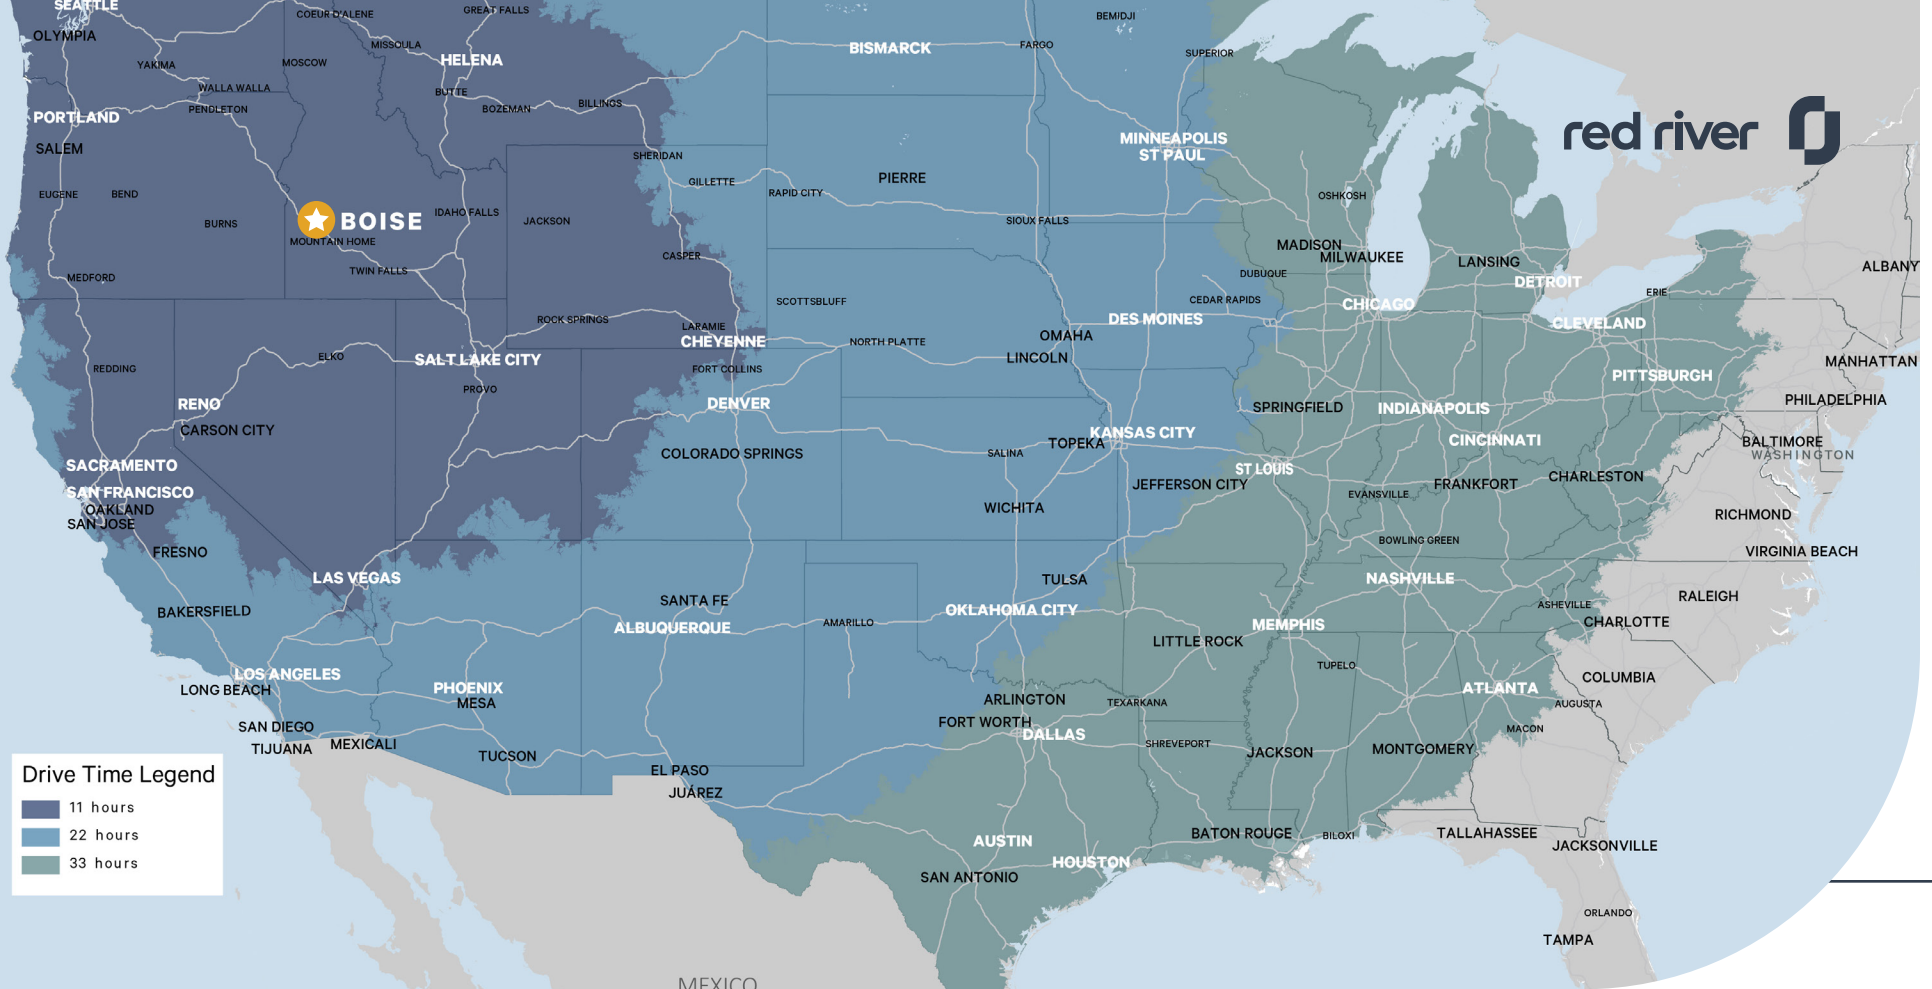 SEATTLE
COEUR D'ALENE
GREAT FALLS
BEMIDJI
OLYMPIA
MISSOULA
BISMARCK
FARGO
SUPERIOR
YAKIMA
MOSCOW
HELENA
WALLA WALLA
BUTTE
PENDLETON
BOZEMAN
BILLINGS
PORTLAND
red river
MINNEAPOLIS
ST PAUL
SALEM
SHERIDAN
GILLETTE
RAPID CITY
PIERRE
EUGENE
BEND
OSHKOSH
BURNS
BOISE
IDAHO FALLS
JACKSON
SIOUX FALLS
MOUNTAIN HOME
MADISON
MILWAUKEE
CASPER
LANSING
ALBANY
MEDFORD
TWIN FALLS
DUBUQUE
DETROIT
SCOTTSBLUFF
CEDAR RAPIDS
CHICAGO
ERIE
ROCK SPRINGS
LARAMIE
DES MOINES
CLEVELAND
CHEYENNE
NORTH PLATTE
OMAHA
ELKO
SALT LAKE CITY
LINCOLN
MANHATTAN
REDDING
FORT COLLINS
PITTSBURGH
PROVO
RENO
DENVER
SPRINGFIELD
INDIANAPOLIS
PHILADELPHIA
CARSON CITY
TOPEKA
KANSAS CITY
CINCINNATI
BALTIMORE
WASHINGTON
COLORADO SPRINGS
SALINA
SACRAMENTO
ST LOUIS
JEFFERSON CITY
FRANKFORT
CHARLESTON
SAN FRANCISCO
EVANSVILLE
OAKLAND
WICHITA
RICHMOND
SAN JOSE
BOWLING GREEN
FRESNO
VIRGINIA BEACH
LAS VEGAS
TULSA
NASHVILLE
SANTA FE
RALEIGH
BAKERSFIELD
OKLAHOMA CITY
ASHEVILLE
ALBUQUERQUE
AMARILLO
MEMPHIS
CHARLOTTE
LITTLE ROCK
TUPELO
LOS ANGELES
COLUMBIA
LONG BEACH
PHOENIX
MESA
ARLINGTON
TEXARKANA
ATLANTA
AUGUSTA
SAN DIEGO
FORT WORTH
DALLAS
MACON
TIJUANA
MEXICALI
TUCSON
SHREVEPORT
JACKSON
MONTGOMERY
EL PASO
JUÁREZ
Drive Time Legend
11 hours
22 hours
33 hours
AUSTIN
BATON ROUGE
BILOXI
TALLAHASSEE
JACKSONVILLE
HOUSTON
SAN ANTONIO
ORLANDO
TAMPA
MEXICO